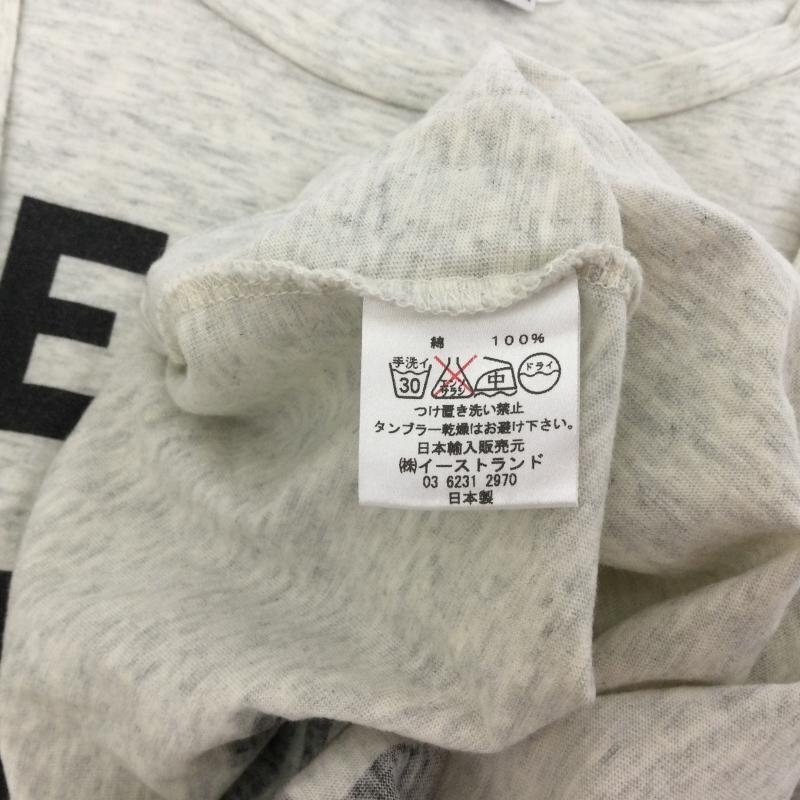 E
綿 100%
手洗イ 30 エンソサラシ 中 ドライ
つけ置き洗い禁止
タンブラー乾燥はお避け下さい。
日本輸入販売元
㈱イーストランド
03 6231 2970
日本製